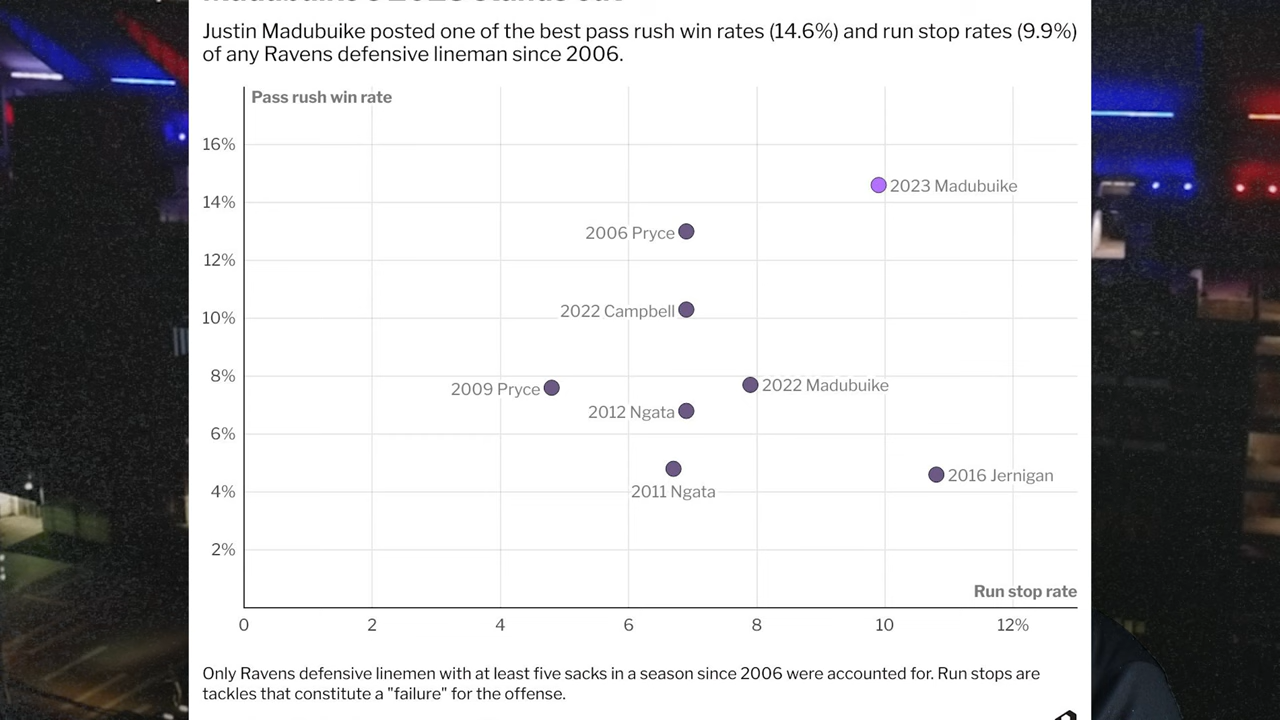 Justin Madubuike posted one of the best pass rush win rates (14.6%) and run stop rates (9.9%)
of any Ravens defensive lineman since 2006.
Pass rush win rate
16%
2023 Madubuike
14%
2006 Pryce
12%
2022 Campbell
10%
8%
2009 Pryce
2022 Madubuike
2012 Ngata
6%
2016 Jernigan
4%
2011 Ngata
2%
Run stop rate
0
2
4
6
8
10
12%
Only Ravens defensive linemen with at least five sacks in a season since 2006 were accounted for. Run stops are
tackles that constitute a "failure" for the offense.